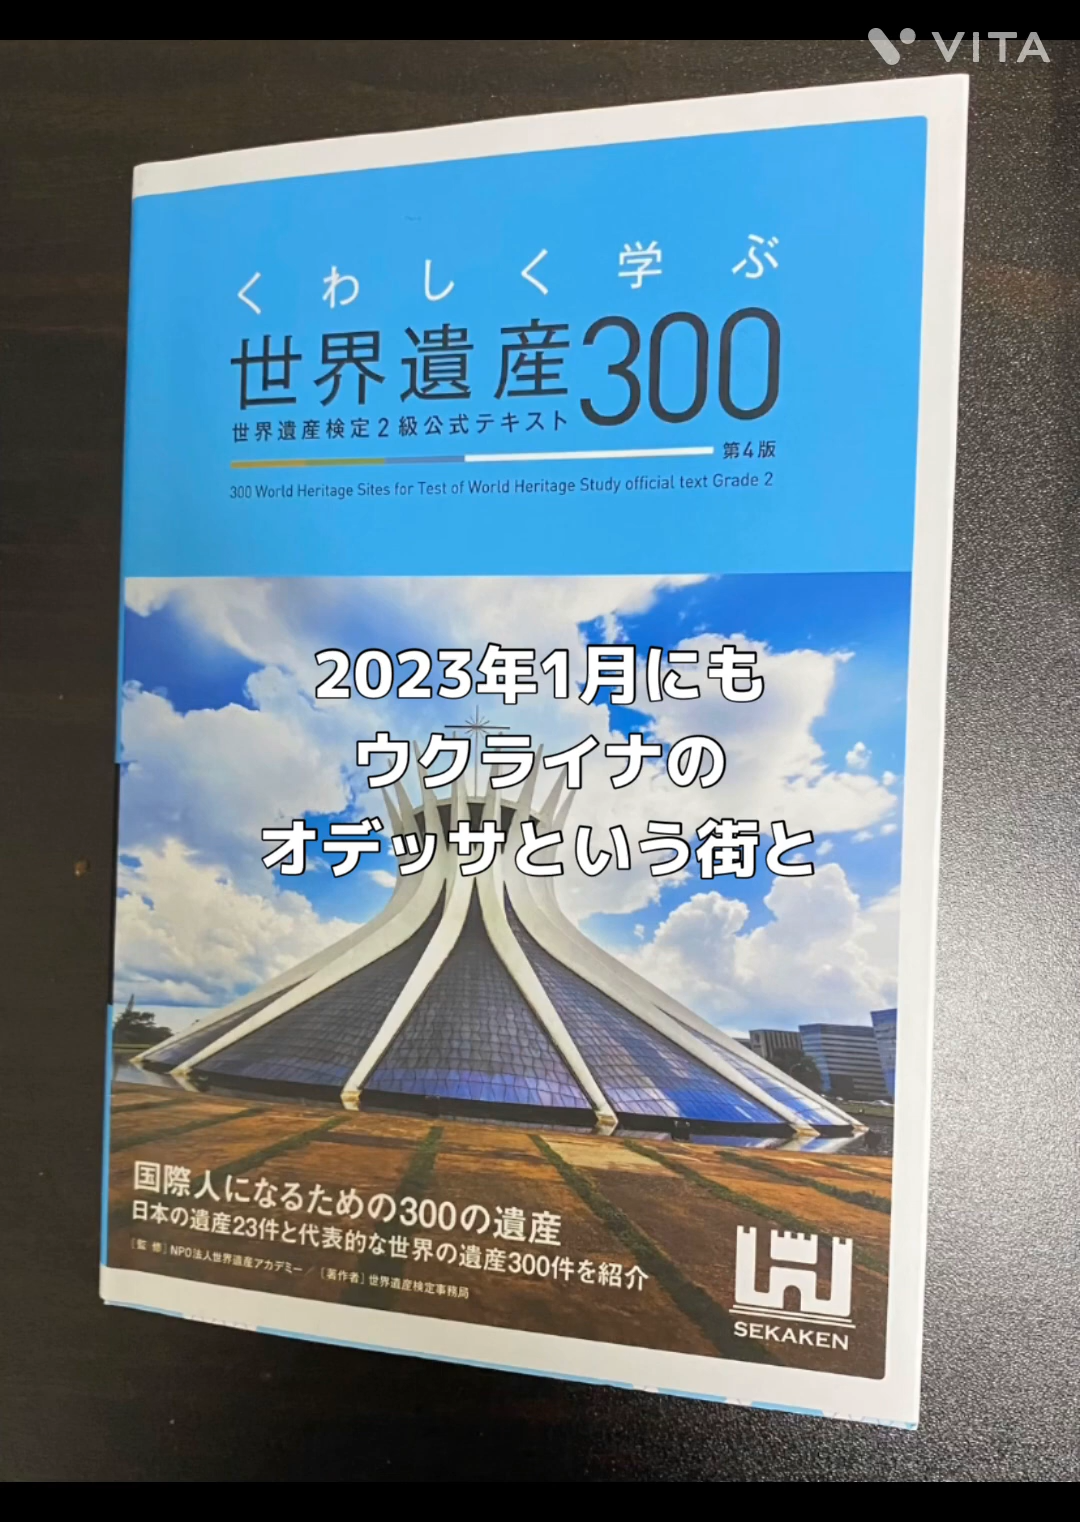 VITA
くわしく学ぶ
世界遺産300
世界遺産検定2級公式テキスト
第4版
300 World Heritage Sites for Test of World Heritage Study official text Grade 2
2023年1月にも
ウクライナの
オデッサという街と
国際人になるための300の遺産
日本の遺産23件と代表的な世界の遺産300件を紹介
[監修] NPO法人世界遺産アカデミー / [著作者] 世界遺産検定事務局
SEKAKEN